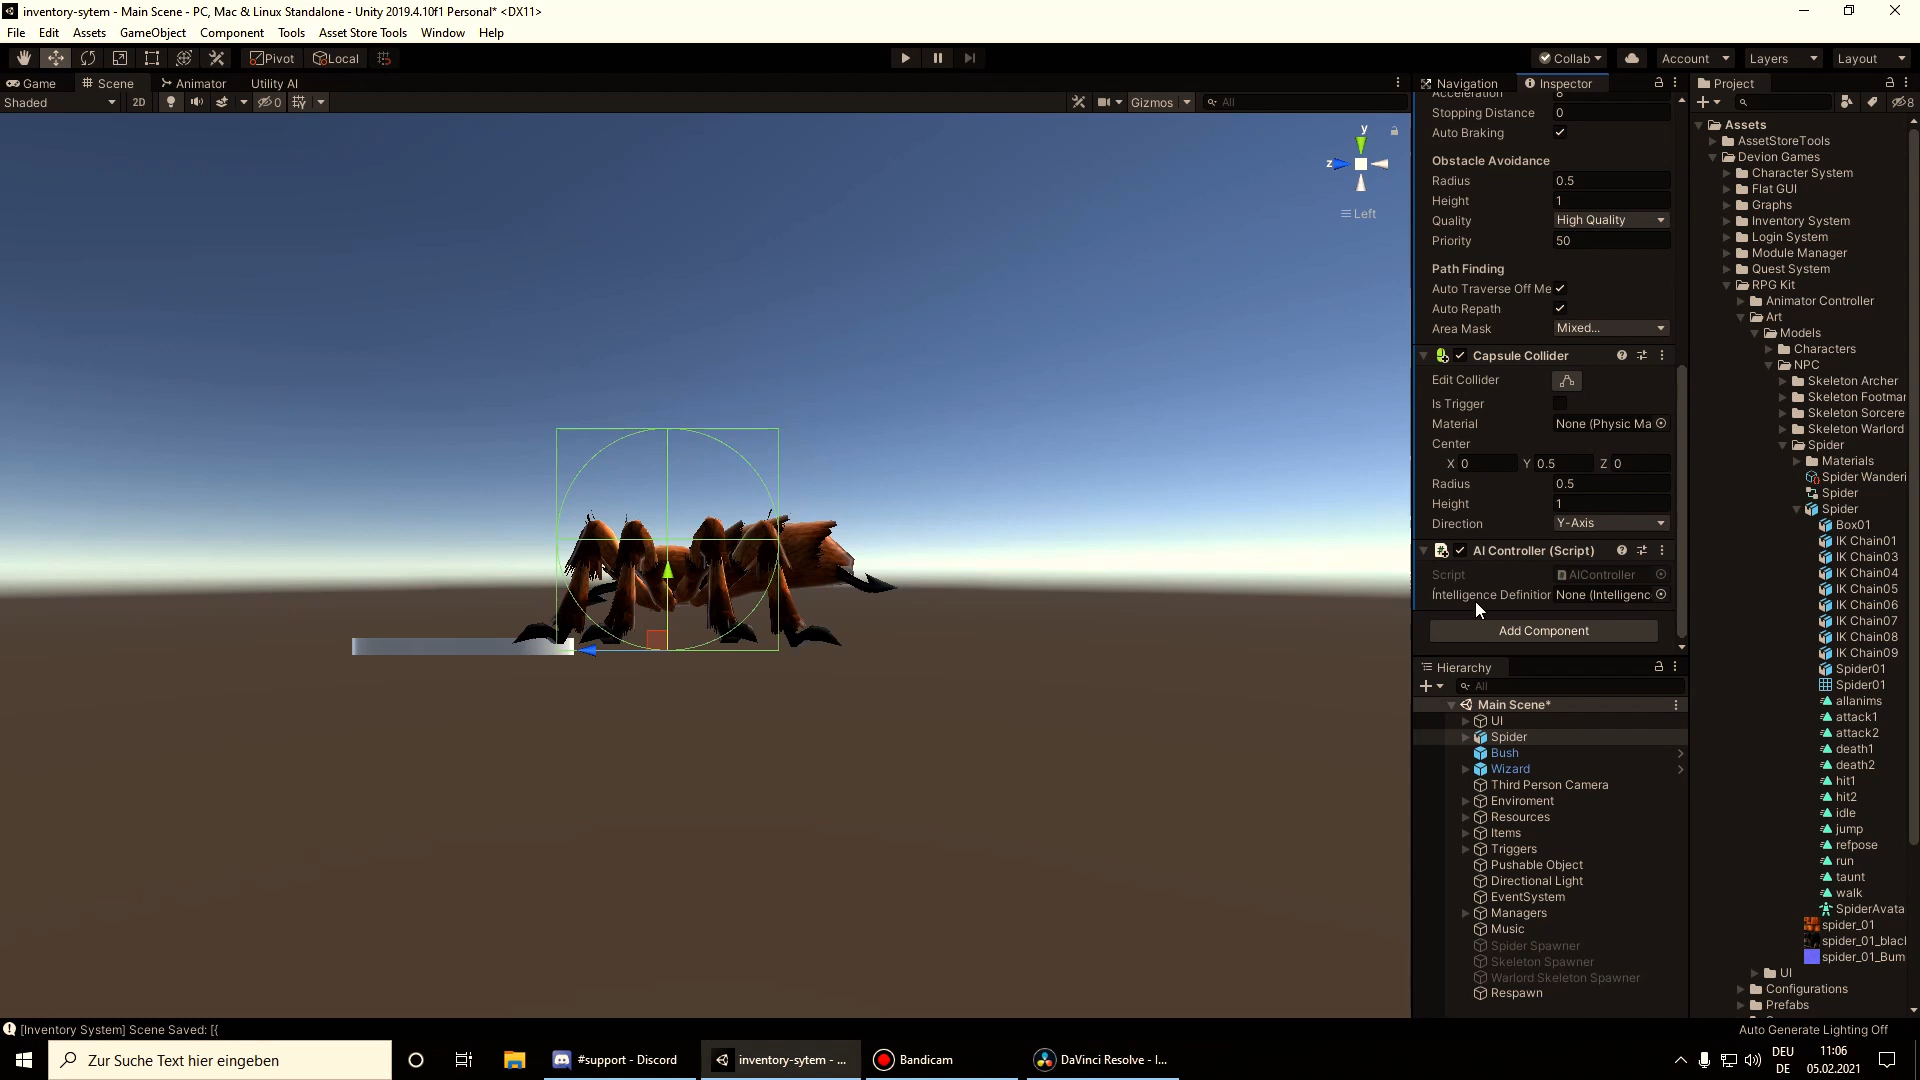 inventory-sytem - Main Scene - PC, Mac & Linux Standalone - Unity 2019.4.10f1 Personal* <DX11>
File Edit Assets GameObject Component Tools Asset Store Tools Window Help
Pivot Local Collab Account Layers Layout
Game Scene Animator Utility AI
Shaded 2D 0 Gizmos All
y
z
Left
Navigation Inspector
Acceleration 8
Stopping Distance 0
Auto Braking
Obstacle Avoidance
Radius 0.5
Height 1
Quality High Quality
Priority 50
Path Finding
Auto Traverse Off Me
Auto Repath
Area Mask Mixed...
Capsule Collider
Edit Collider
Is Trigger
Material None (Physic Ma
Center
X 0 Y 0.5 Z 0
Radius 0.5
Height 1
Direction Y-Axis
AI Controller (Script)
Script AIController
Intelligence Definition None (Intelligenc
Add Component
Hierarchy
All
Main Scene*
UI
Spider
Bush
Wizard
Third Person Camera
Enviroment
Resources
Items
Triggers
Pushable Object
Directional Light
EventSystem
Managers
Music
Spider Spawner
Skeleton Spawner
Warlord Skeleton Spawner
Respawn
Project
8
Assets
AssetStoreTools
Devion Games
Character System
Flat GUI
Graphs
Inventory System
Login System
Module Manager
Quest System
RPG Kit
Animator Controller
Art
Models
Characters
NPC
Skeleton Archer
Skeleton Footmar
Skeleton Sorcere
Skeleton Warlord
Spider
Materials
Spider Wanderi
Spider
Spider
Box01
IK Chain01
IK Chain03
IK Chain04
IK Chain05
IK Chain06
IK Chain07
IK Chain08
IK Chain09
Spider01
Spider01
allanims
attack1
attack2
death1
death2
hit1
hit2
idle
jump
refpose
run
taunt
walk
SpiderAvata
spider_01
spider_01_blacl
spider_01_Bum
UI
Configurations
Prefabs
[Inventory System] Scene Saved: [{
Auto Generate Lighting Off
Zur Suche Text hier eingeben
#support - Discord
inventory-sytem - ...
Bandicam
DaVinci Resolve - I...
DEU
DE
11:06
05.02.2021